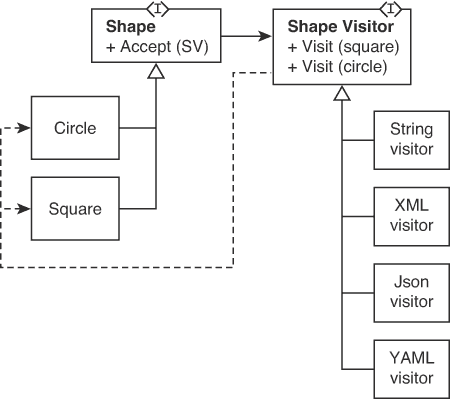 <I>
Shape
+ Accept (SV)
<I>
Shape Visitor
+ Visit (square)
+ Visit (circle)
Circle
Square
String
visitor
XML
visitor
Json
visitor
YAML
visitor